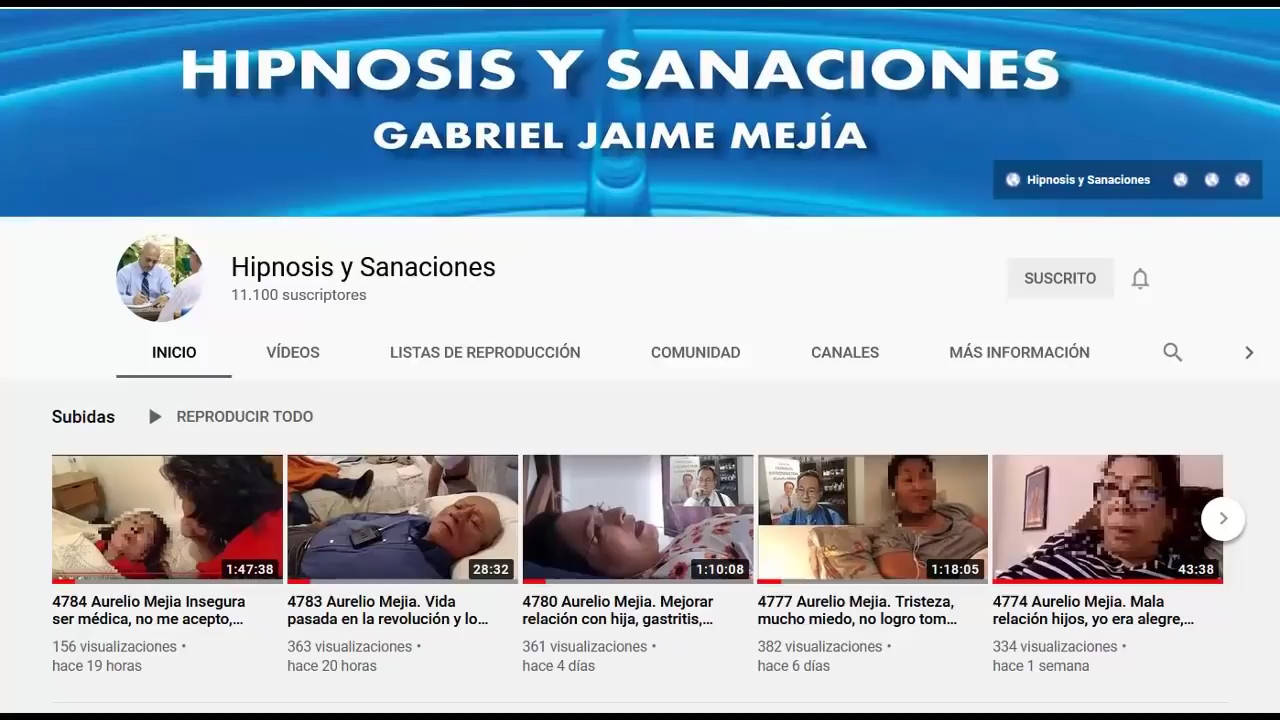 HIPNOSIS Y SANACIONES
GABRIEL JAIME MEJÍA
Hipnosis y Sanaciones
Hipnosis y Sanaciones
11.100 suscriptores
SUSCRITO
INICIO VÍDEOS LISTAS DE REPRODUCCIÓN COMUNIDAD CANALES MÁS INFORMACIÓN
Subidas REPRODUCIR TODO
1:47:38
4784 Aurelio Mejia Insegura
ser médica, no me acepto,...
156 visualizaciones •
hace 19 horas
28:32
4783 Aurelio Mejia. Vida
pasada en la revolución y lo...
363 visualizaciones •
hace 20 horas
1:10:08
4780 Aurelio Mejia. Mejorar
relación con hija, gastritis,...
361 visualizaciones •
hace 4 días
1:18:05
4777 Aurelio Mejia. Tristeza,
mucho miedo, no logro tom...
382 visualizaciones •
hace 6 días
43:38
4774 Aurelio Mejia. Mala
relación hijos, yo era alegre,...
334 visualizaciones •
hace 1 semana